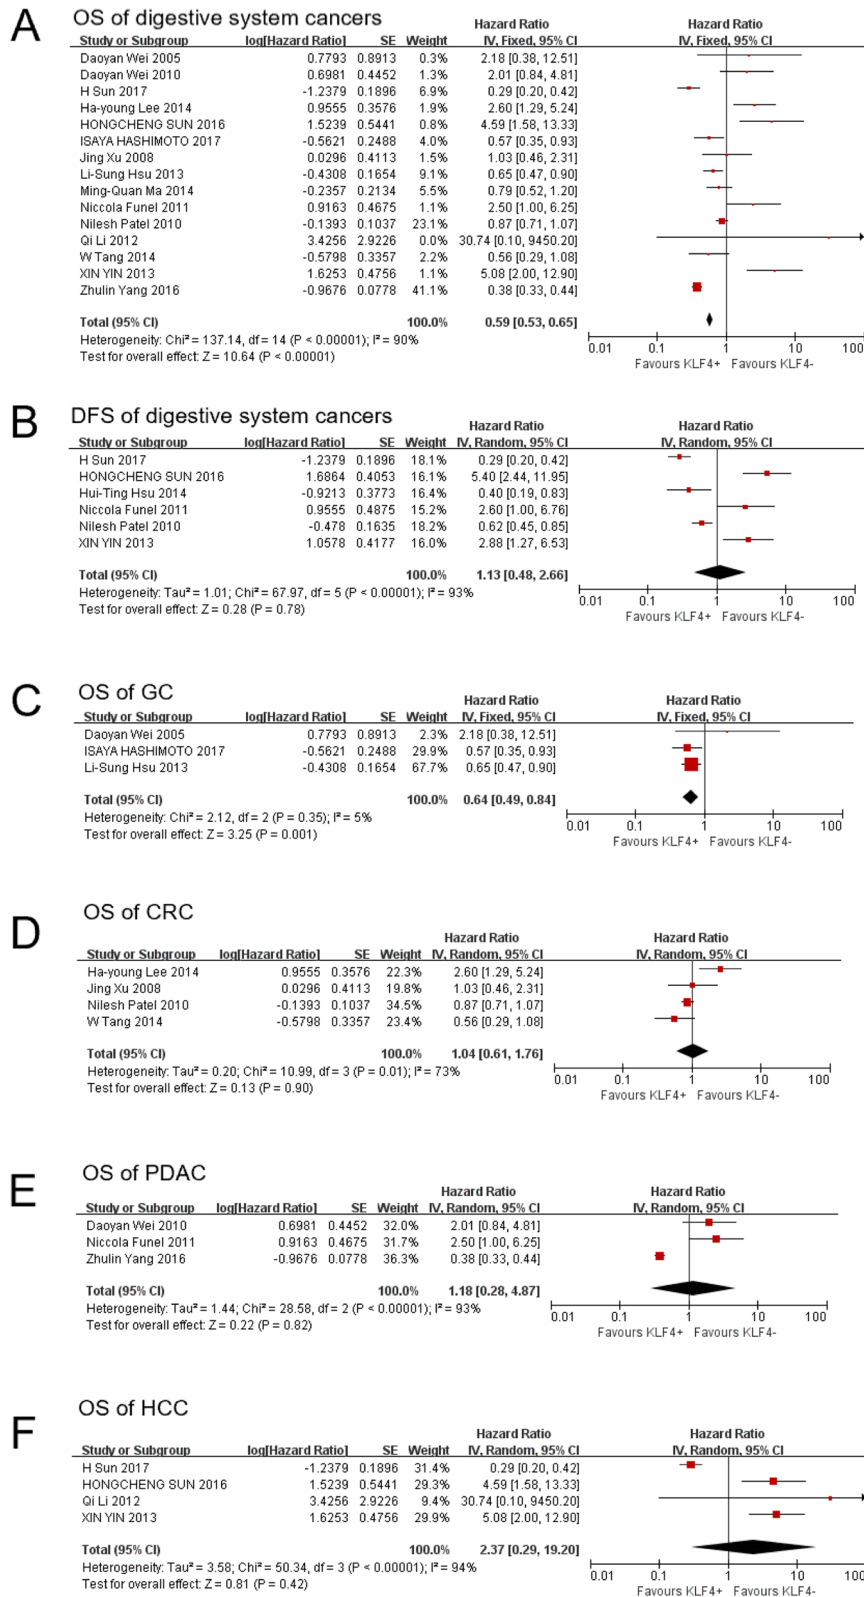 A
OS of digestive system cancers
Hazard Ratio Hazard Ratio
Study or Subgroup log[Hazard Ratio] SE Weight IV, Fixed, 95% CI IV, Fixed, 95% CI
Daoyan Wei 2005 0.7793 0.8913 0.3% 2.18 [0.38, 12.51]
Daoyan Wei 2010 0.6981 0.4452 1.3% 2.01 [0.84, 4.81]
H Sun 2017 -1.2379 0.1896 6.9% 0.29 [0.20, 0.42]
Ha-young Lee 2014 0.9555 0.3576 1.9% 2.60 [1.29, 5.24]
HONGCHENG SUN 2016 1.5239 0.5441 0.8% 4.59 [1.58, 13.33]
ISAYA HASHIMOTO 2017 -0.5621 0.2488 4.0% 0.57 [0.35, 0.93]
Jing Xu 2008 0.0296 0.4113 1.5% 1.03 [0.46, 2.31]
Li-Sung Hsu 2013 -0.4308 0.1654 9.1% 0.65 [0.47, 0.90]
Ming-Quan Ma 2014 -0.2357 0.2134 5.5% 0.79 [0.52, 1.20]
Niccola Funel 2011 0.9163 0.4675 1.1% 2.50 [1.00, 6.25]
Nilesh Patel 2010 -0.1393 0.1037 23.1% 0.87 [0.71, 1.07]
Qi Li 2012 3.4256 2.9226 0.0% 30.74 [0.10, 9450.20]
W Tang 2014 -0.5798 0.3357 2.2% 0.56 [0.29, 1.08]
XIN YIN 2013 1.6253 0.4756 1.1% 5.08 [2.00, 12.90]
Zhulin Yang 2016 -0.9676 0.0778 41.1% 0.38 [0.33, 0.44]
Total (95% CI) 100.0% 0.59 [0.53, 0.65]
Heterogeneity: Chi² = 137.14, df = 14 (P < 0.00001); I² = 90%
Test for overall effect: Z = 10.64 (P < 0.00001)
0.01 0.1 1 10 100
Favours KLF4+ Favours KLF4-
B
DFS of digestive system cancers
Hazard Ratio Hazard Ratio
Study or Subgroup log[Hazard Ratio] SE Weight IV, Random, 95% CI IV, Random, 95% CI
H Sun 2017 -1.2379 0.1896 18.1% 0.29 [0.20, 0.42]
HONGCHENG SUN 2016 1.6864 0.4053 16.1% 5.40 [2.44, 11.95]
Hui-Ting Hsu 2014 -0.9213 0.3773 16.4% 0.40 [0.19, 0.83]
Niccola Funel 2011 0.9555 0.4875 15.2% 2.60 [1.00, 6.76]
Nilesh Patel 2010 -0.478 0.1635 18.2% 0.62 [0.45, 0.85]
XIN YIN 2013 1.0578 0.4177 16.0% 2.88 [1.27, 6.53]
Total (95% CI) 100.0% 1.13 [0.48, 2.66]
Heterogeneity: Tau² = 1.01; Chi² = 67.97, df = 5 (P < 0.00001); I² = 93%
Test for overall effect: Z = 0.28 (P = 0.78)
0.01 0.1 1 10 100
Favours KLF4+ Favours KLF4-
C
OS of GC
Hazard Ratio Hazard Ratio
Study or Subgroup log[Hazard Ratio] SE Weight IV, Fixed, 95% CI IV, Fixed, 95% CI
Daoyan Wei 2005 0.7793 0.8913 2.3% 2.18 [0.38, 12.51]
ISAYA HASHIMOTO 2017 -0.5621 0.2488 29.9% 0.57 [0.35, 0.93]
Li-Sung Hsu 2013 -0.4308 0.1654 67.7% 0.65 [0.47, 0.90]
Total (95% CI) 100.0% 0.64 [0.49, 0.84]
Heterogeneity: Chi² = 2.12, df = 2 (P = 0.35); I² = 5%
Test for overall effect: Z = 3.25 (P = 0.001)
0.01 0.1 1 10 100
Favours KLF4+ Favours KLF4-
D
OS of CRC
Hazard Ratio Hazard Ratio
Study or Subgroup log[Hazard Ratio] SE Weight IV, Random, 95% CI IV, Random, 95% CI
Ha-young Lee 2014 0.9555 0.3576 22.3% 2.60 [1.29, 5.24]
Jing Xu 2008 0.0296 0.4113 19.8% 1.03 [0.46, 2.31]
Nilesh Patel 2010 -0.1393 0.1037 34.5% 0.87 [0.71, 1.07]
W Tang 2014 -0.5798 0.3357 23.4% 0.56 [0.29, 1.08]
Total (95% CI) 100.0% 1.04 [0.61, 1.76]
Heterogeneity: Tau² = 0.20; Chi² = 10.99, df = 3 (P = 0.01); I² = 73%
Test for overall effect: Z = 0.13 (P = 0.90)
0.01 0.1 1 10 100
Favours KLF4+ Favours KLF4-
E
OS of PDAC
Hazard Ratio Hazard Ratio
Study or Subgroup log[Hazard Ratio] SE Weight IV, Random, 95% CI IV, Random, 95% CI
Daoyan Wei 2010 0.6981 0.4452 32.0% 2.01 [0.84, 4.81]
Niccola Funel 2011 0.9163 0.4675 31.7% 2.50 [1.00, 6.25]
Zhulin Yang 2016 -0.9676 0.0778 36.3% 0.38 [0.33, 0.44]
Total (95% CI) 100.0% 1.18 [0.28, 4.87]
Heterogeneity: Tau² = 1.44; Chi² = 28.58, df = 2 (P < 0.00001); I² = 93%
Test for overall effect: Z = 0.22 (P = 0.82)
0.01 0.1 1 10 100
Favours KLF4+ Favours KLF4-
F
OS of HCC
Hazard Ratio Hazard Ratio
Study or Subgroup log[Hazard Ratio] SE Weight IV, Random, 95% CI IV, Random, 95% CI
H Sun 2017 -1.2379 0.1896 31.4% 0.29 [0.20, 0.42]
HONGCHENG SUN 2016 1.5239 0.5441 29.3% 4.59 [1.58, 13.33]
Qi Li 2012 3.4256 2.9226 9.4% 30.74 [0.10, 9450.20]
XIN YIN 2013 1.6253 0.4756 29.9% 5.08 [2.00, 12.90]
Total (95% CI) 100.0% 2.37 [0.29, 19.20]
Heterogeneity: Tau² = 3.58; Chi² = 50.34, df = 3 (P < 0.00001); I² = 94%
Test for overall effect: Z = 0.81 (P = 0.42)
0.01 0.1 1 10 100
Favours KLF4+ Favours KLF4-